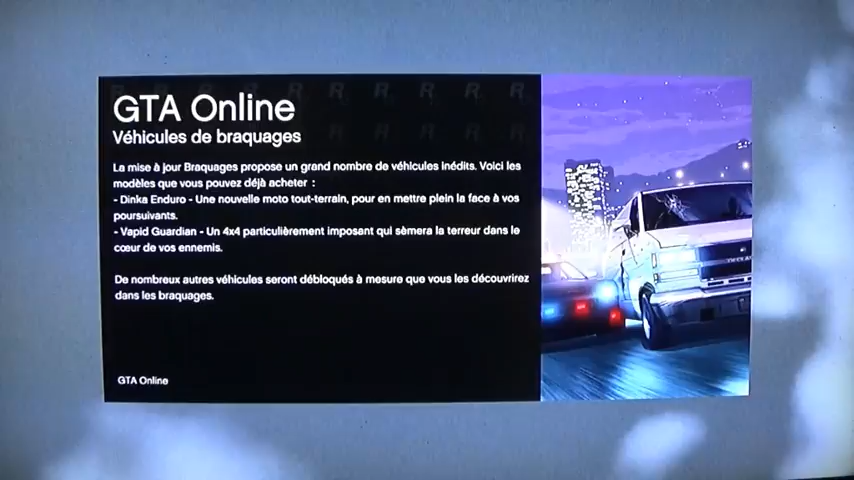 GTA Online
Véhicules de braquages
La mise à jour Braquages propose un grand nombre de véhicules inédits. Voici les
modèles que vous pouvez déjà acheter :
- Dinka Enduro - Une nouvelle moto tout-terrain, pour en mettre plein la face à vos
poursuivants.
- Vapid Guardian - Un 4x4 particulièrement imposant qui sèmera la terreur dans le
cœur de vos ennemis.
De nombreux autres véhicules seront débloqués à mesure que vous les découvrirez
dans les braquages.
GTA Online